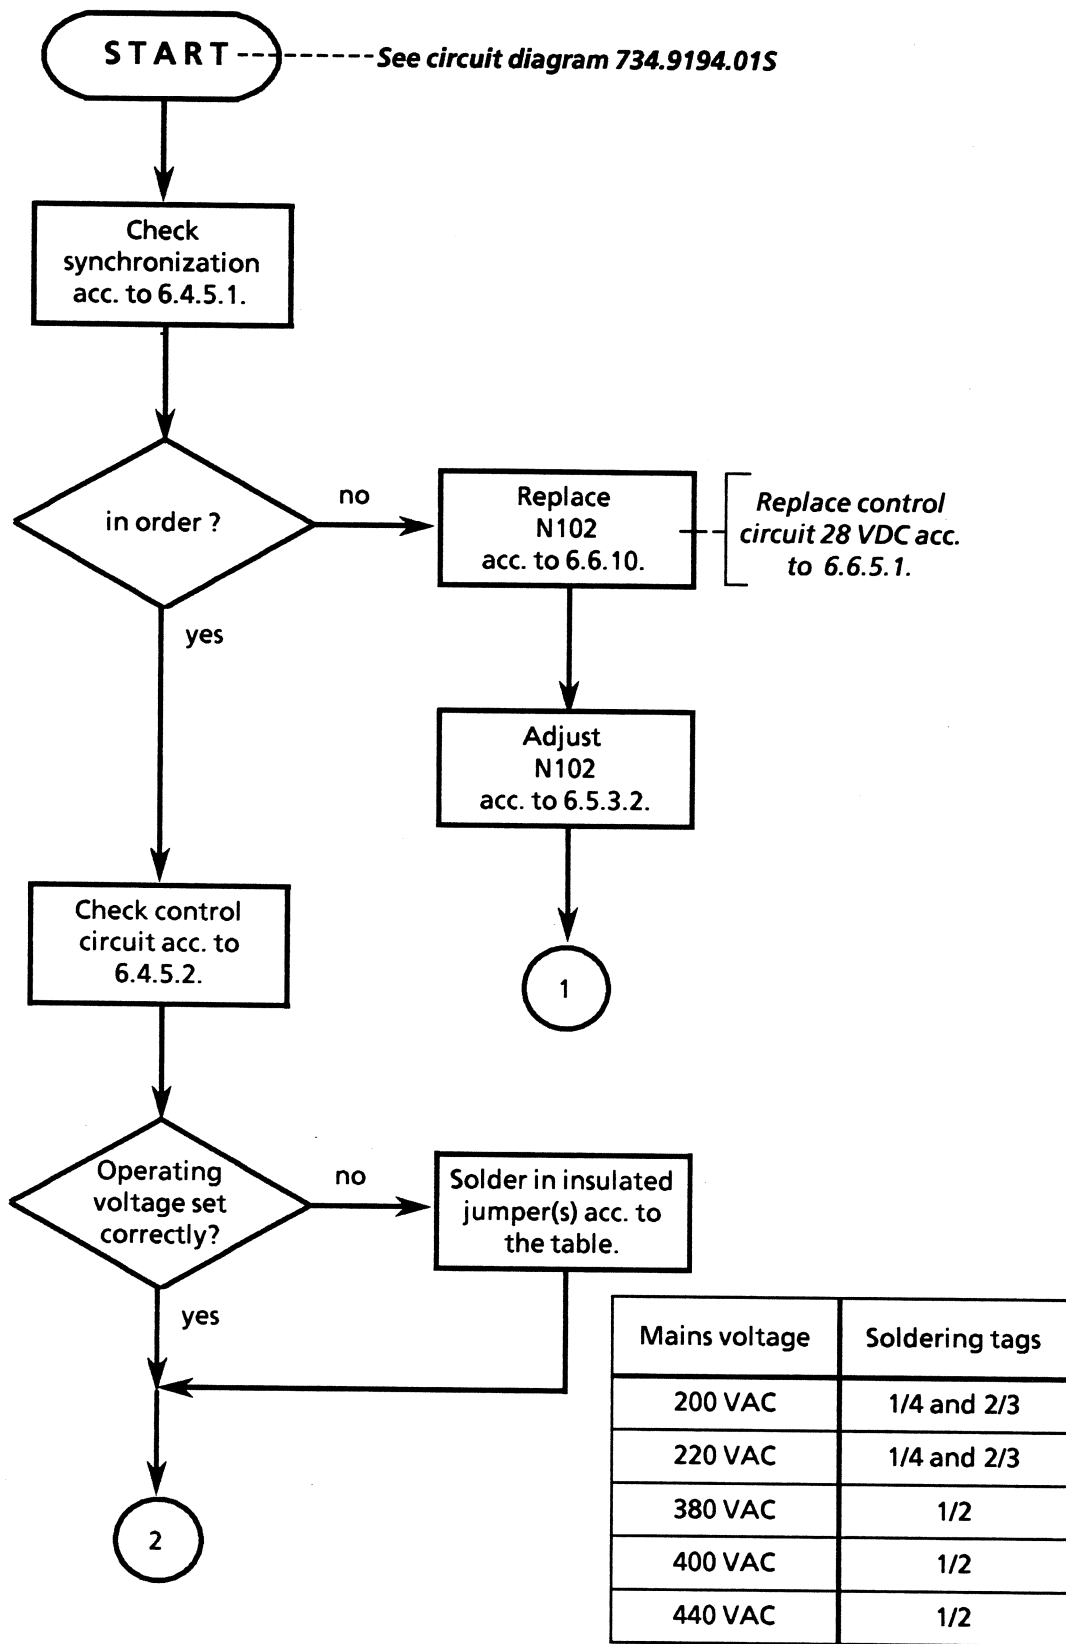 START
See circuit diagram 734.9194.01S
Check
synchronization
acc. to 6.4.5.1.
in order ?
no
Replace
N102
acc. to 6.6.10.
Replace control
circuit 28 VDC acc.
to 6.6.5.1.
yes
Adjust
N102
acc. to 6.5.3.2.
1
Check control
circuit acc. to
6.4.5.2.
Operating
voltage set
correctly?
no
Solder in insulated
jumper(s) acc. to
the table.
yes
2
Mains voltage Soldering tags
200 VAC 1/4 and 2/3
220 VAC 1/4 and 2/3
380 VAC 1/2
400 VAC 1/2
440 VAC 1/2